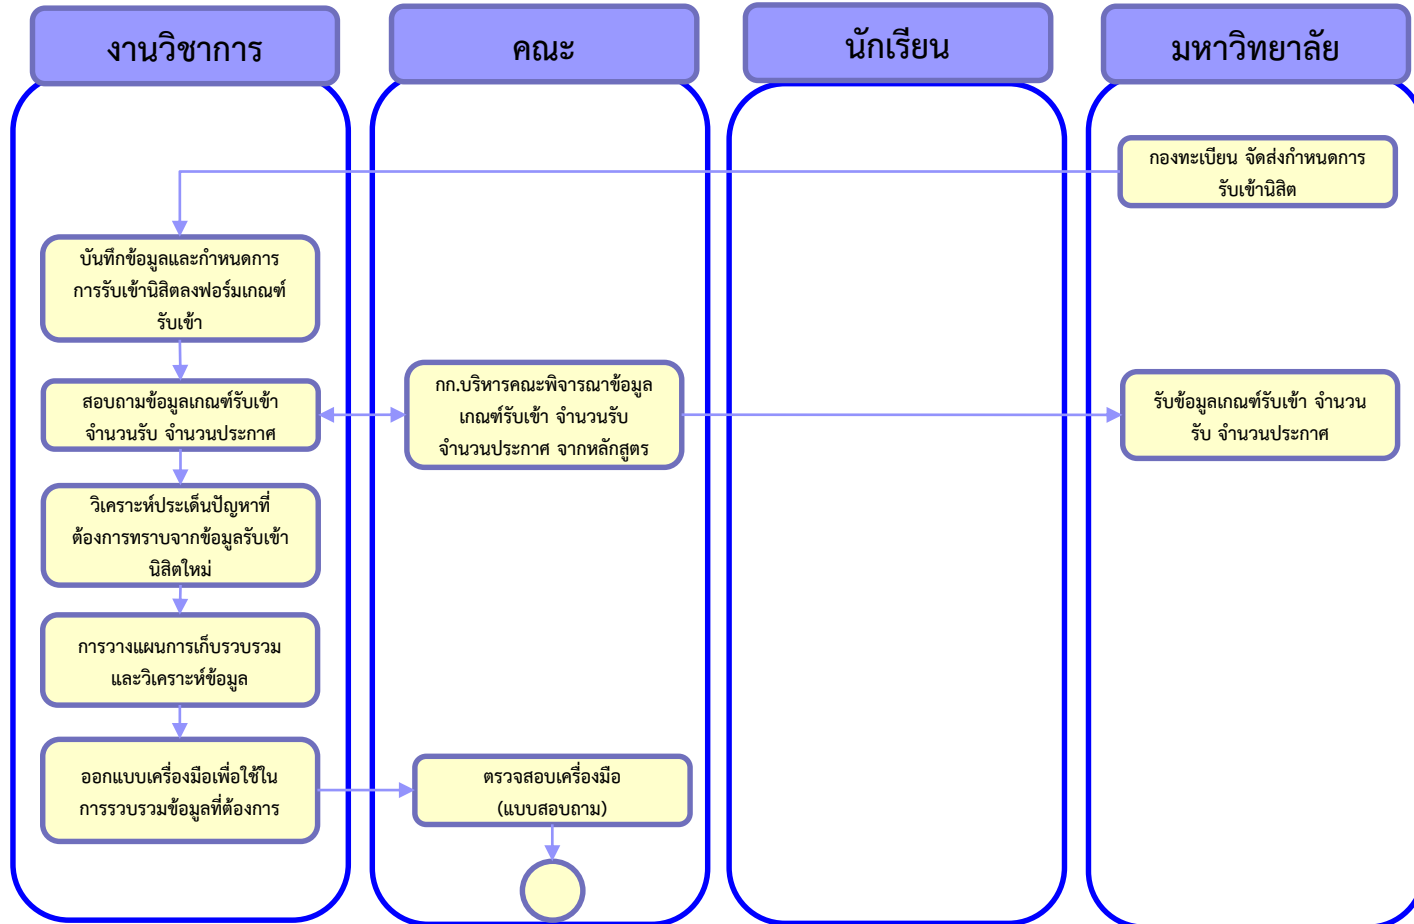 งานวิชาการ
คณะ
นักเรียน
มหาวิทยาลัย
กองทะเบียน จัดส่งกำหนดการ
รับเข้านิสิต
บันทึกข้อมูลและกำหนดการ
การรับเข้านิสิตลงฟอร์มเกณฑ์
รับเข้า
สอบถามข้อมูลเกณฑ์รับเข้า
จำนวนรับ จำนวนประกาศ
กก.บริหารคณะพิจารณาข้อมูล
เกณฑ์รับเข้า จำนวนรับ
จำนวนประกาศ จากหลักสูตร
รับข้อมูลเกณฑ์รับเข้า จำนวน
รับ จำนวนประกาศ
วิเคราะห์ประเด็นปัญหาที่
ต้องการทราบจากข้อมูลรับเข้า
นิสิตใหม่
การวางแผนการเก็บรวบรวม
และวิเคราะห์ข้อมูล
ออกแบบเครื่องมือเพื่อใช้ใน
การรวบรวมข้อมูลที่ต้องการ
ตรวจสอบเครื่องมือ
(แบบสอบถาม)